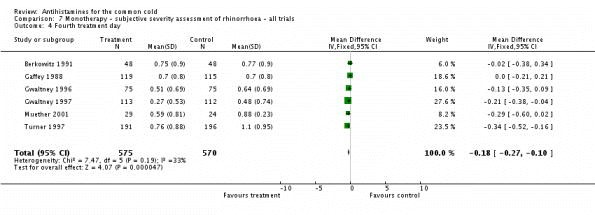 Review: Antihistamines for the common cold
Comparison: 7 Monotherapy - subjective severity assessment of rhinorrhoea - all trials
Outcome: 4 Fourth treatment day
Study or subgroup Treatment Control Mean Difference Weight Mean Difference
N Mean(SD) N Mean(SD) IV,Fixed,95% CI IV,Fixed,95% CI
Berkowitz 1991 48 0.75 (0.9) 48 0.77 (0.9) 6.0 % -0.02 [ -0.38, 0.34 ]
Gaffey 1988 119 0.7 (0.8) 115 0.7 (0.8) 18.6 % 0.0 [ -0.21, 0.21 ]
Gwaltney 1996 75 0.51 (0.69) 75 0.64 (0.69) 16.0 % -0.13 [ -0.35, 0.09 ]
Gwaltney 1997 113 0.27 (0.53) 112 0.48 (0.74) 27.6 % -0.21 [ -0.38, -0.04 ]
Muether 2001 29 0.59 (0.81) 24 0.88 (0.23) 8.2 % -0.29 [ -0.60, 0.02 ]
Turner 1997 191 0.76 (0.88) 196 1.1 (0.95) 23.5 % -0.34 [ -0.52, -0.16 ]
Total (95% CI) 575 570 100.0 % -0.18 [ -0.27, -0.10 ]
Heterogeneity: Chi² = 7.47, df = 5 (P = 0.19); I² =33%
Test for overall effect: Z = 4.07 (P = 0.000047)
-10 -5 0 5 10
Favours treatment Favours control